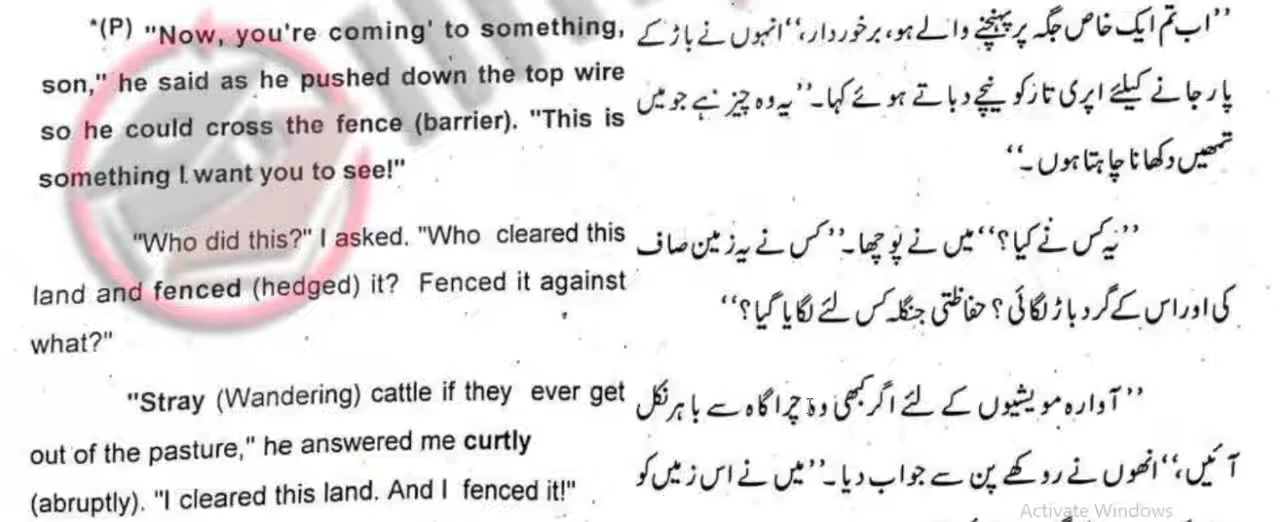 *(P) "Now, you're coming' to something,
son," he said as he pushed down the top wire
so he could cross the fence (barrier). "This is
something I want you to see!"
"Who did this?" I asked. "Who cleared this
land and fenced (hedged) it? Fenced it against
what?"
"Stray (Wandering) cattle if they ever get
out of the pasture," he answered me curtly
(abruptly). "I cleared this land. And I fenced it!"
’’اب تم ایک خاص جگہ پر پہنچنے والے ہو، برخوردار،‘‘ انہوں نے باڑ کے
پار جانے کیلئے اپری تار کو نیچے دباتے ہوئے کہا۔ ’’یہ وہ چیز ہے جو میں
تمھیں دکھانا چاہتا ہوں۔‘‘
’’یہ کس نے کیا؟‘‘ میں نے پوچھا۔ ’’کس نے یہ زمین صاف
کی اور اس کے گرد باڑ لگائی؟ حفاظتی جنگلہ کس لئے لگایا گیا؟‘‘
’’آوارہ مویشیوں کے لئے اگر کبھی وہ چراگاہ سے باہر نکل
آئیں،‘‘ انھوں نے روکھے پن سے جواب دیا۔ ’’میں نے اس زمیں کو
Activate Windows